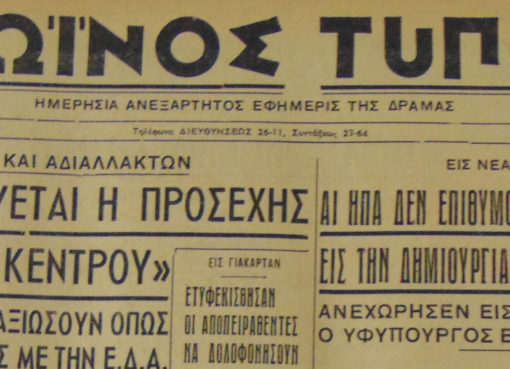 ΩΪΝΟΣ ΤΥΠ
ΗΜΕΡΗΣΙΑ ΑΝΕΞΑΡΤΗΤΟΣ ΕΦΗΜΕΡΙΣ ΤΗΣ ΔΡΑΜΑΣ
Τηλέφωνα ΔΙΕΥΘΥΝΣΕΩΣ 26-11, Συντάξεως 27-64
ΚΑΙ ΑΔΙΑΛΛΑΚΤΩΝ
ΥΕΤΑΙ Η ΠΡΟΣΕΧΗΣ
ΚΕΝΤΡΟΥ»
ΑΞΙΩΣΟΥΝ ΟΠΩΣ
Σ ΜΕ ΤΗΝ Ε.Δ.Α.
ΕΙΣ ΓΙΑΚΑΡΤΑΝ
ΕΤΥΦΕΚΙΣΘΗΣΑΝ
ΟΙ ΑΠΟΠΕΙΡΑΘΕΝΤΕΣ
ΝΑ ΔΟΛΟΦΟΝΗΣΟΥΝ
ΕΙΣ ΝΕΑ
ΑΙ ΗΠΑ ΔΕΝ ΕΠΙΘΥΜΟ
ΕΙΣ ΤΗΝ ΔΗΜΙΟΥΡΓΙΑ
ΑΝΕΧΩΡΗΣΕΝ ΕΙΣ
Ο ΥΦΥΠΟΥΡΓΟΣ Ε